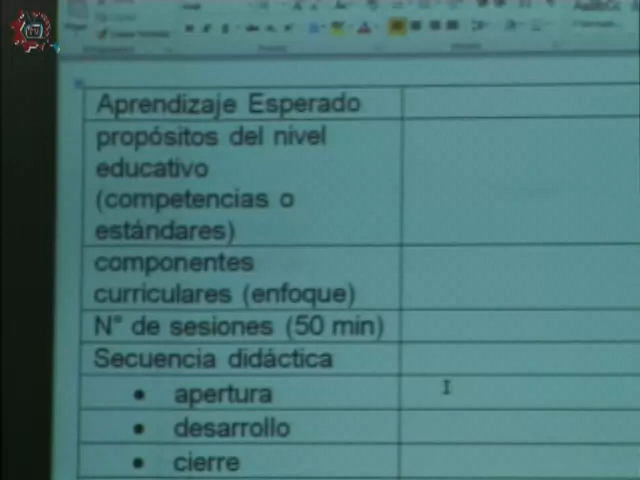 Aprendizaje Esperado
propósitos del nivel
educativo
(competencias o
estándares)
componentes
curriculares (enfoque)
N° de sesiones (50 min)
Secuencia didáctica
• apertura
• desarrollo
• cierre